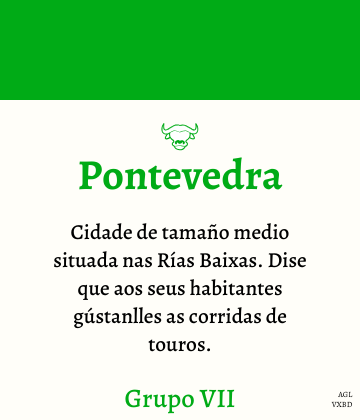 Pontevedra
Cidade de tamaño medio
situada nas Rías Baixas. Dise
que aos seus habitantes
gústanlles as corridas de
touros.
Grupo VII
AGL
VXBD